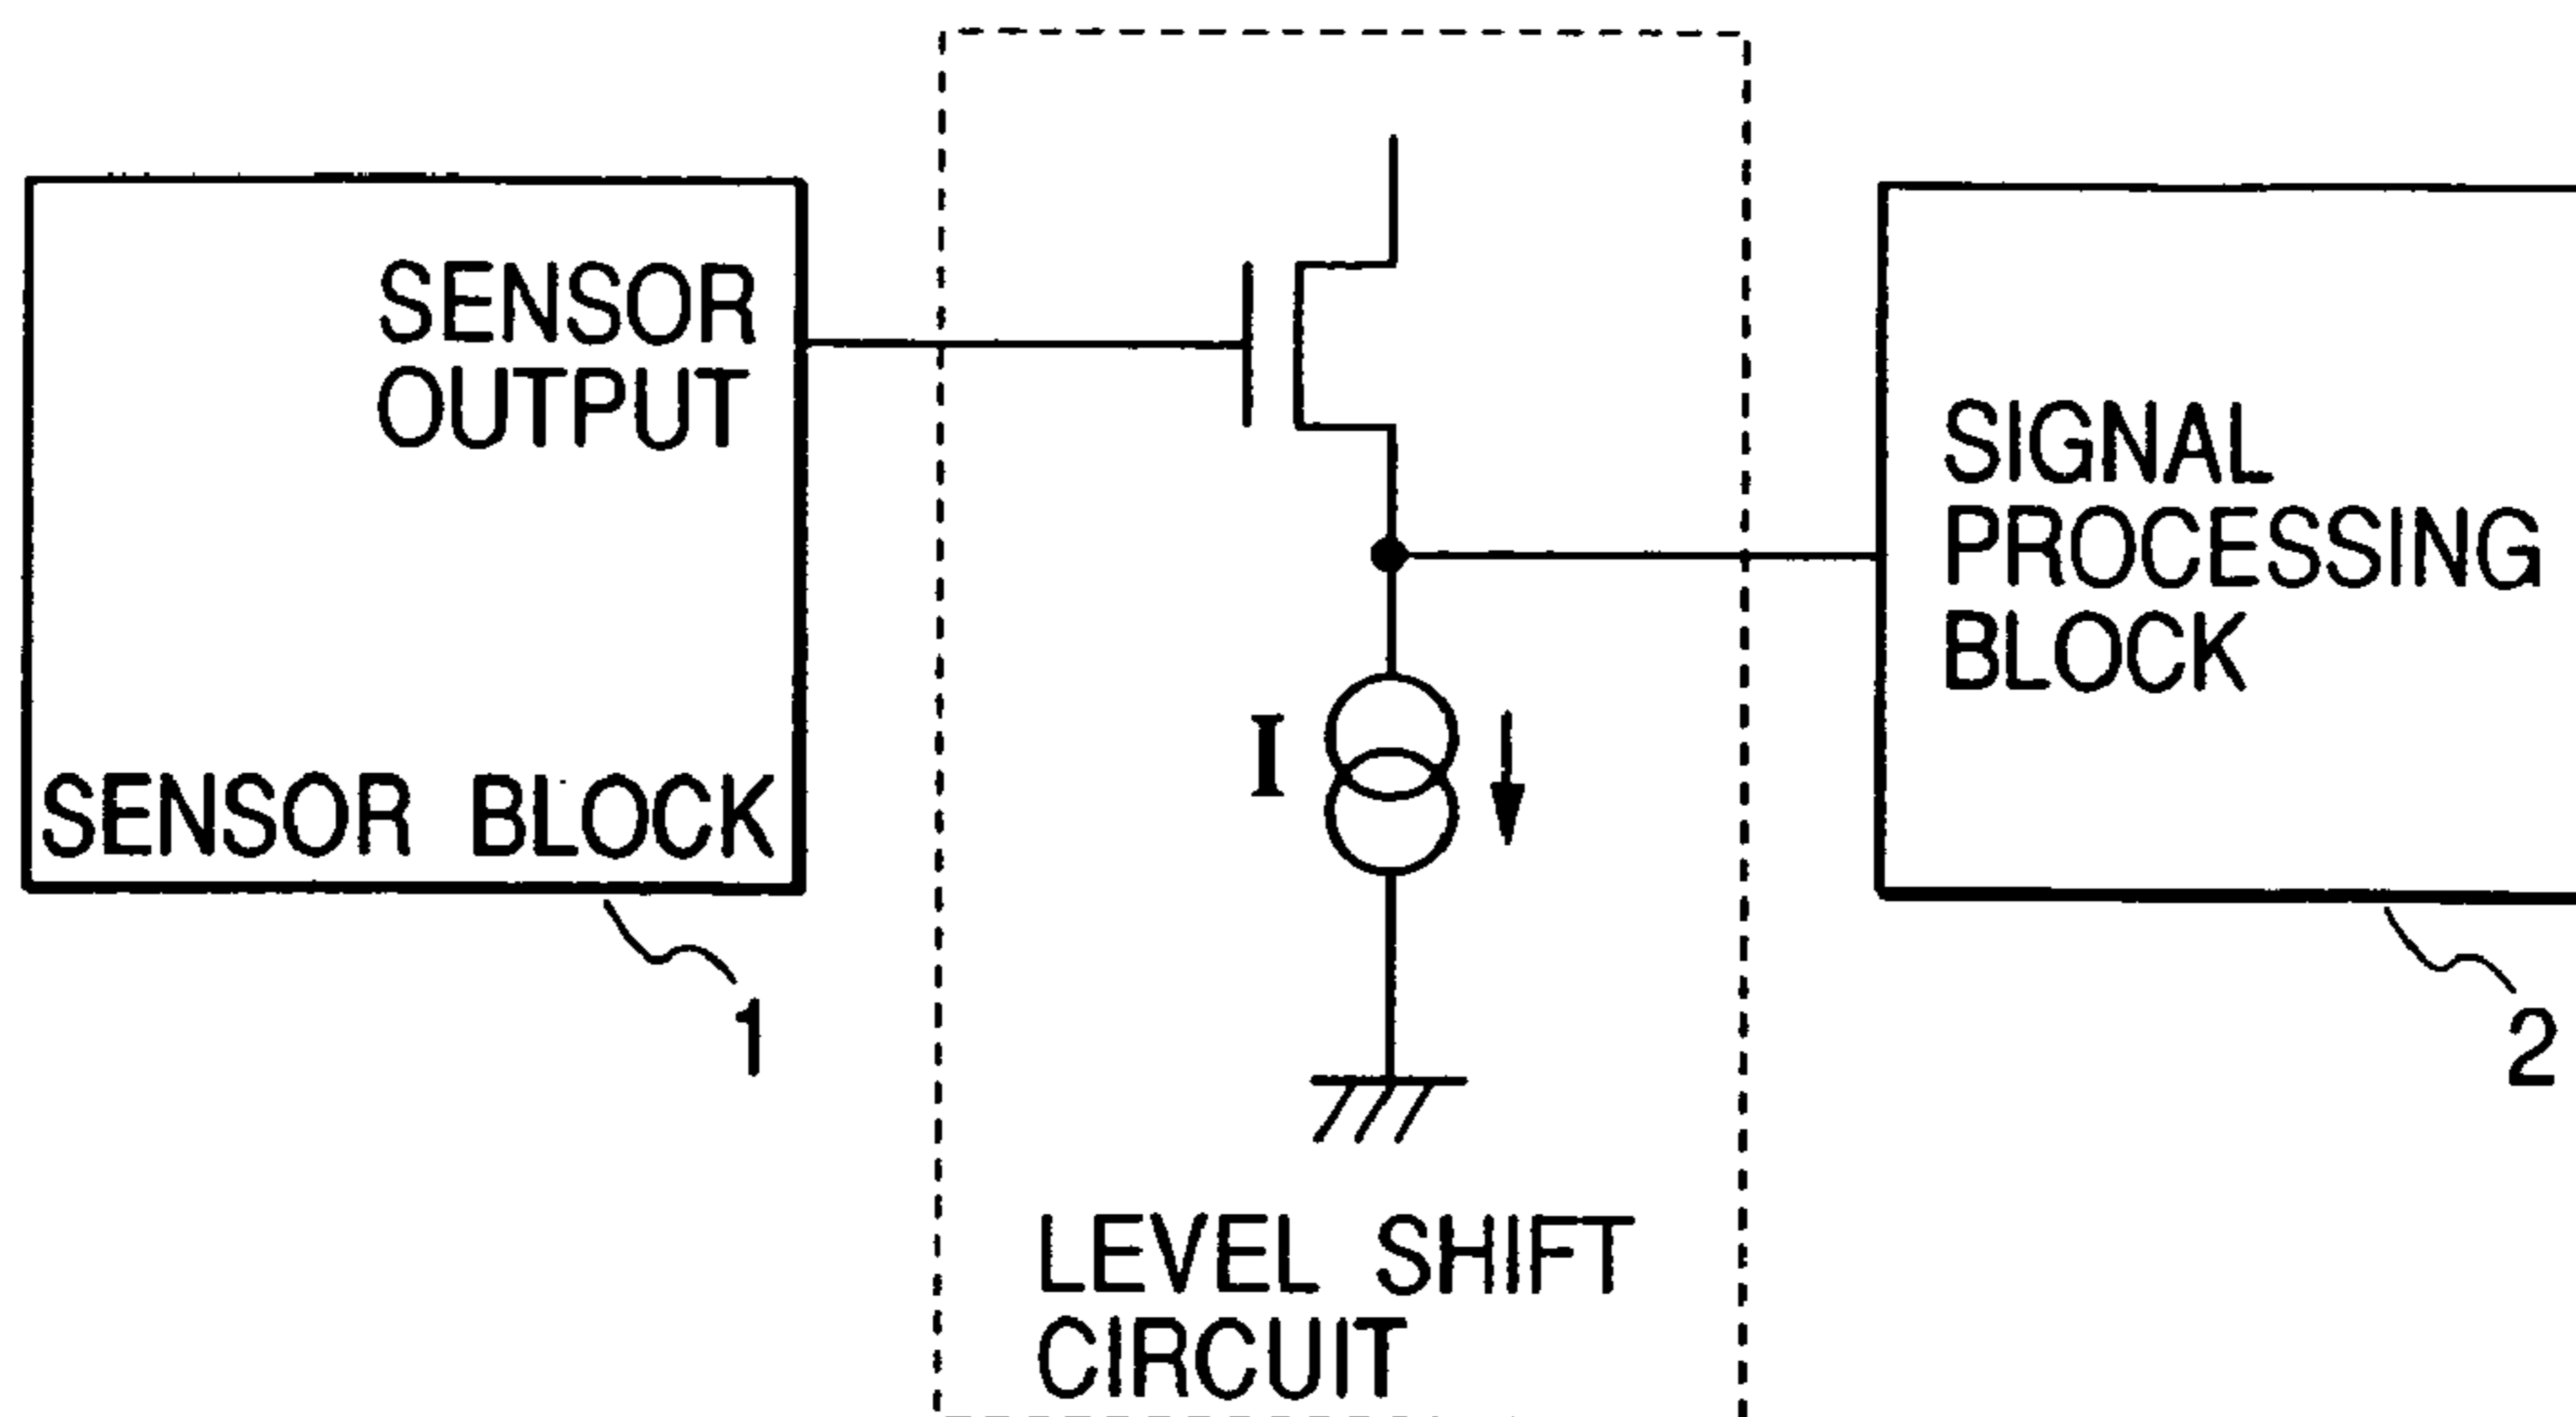 SENSOR
OUTPUT
SENSOR BLOCK
1
I
LEVEL SHIFT
CIRCUIT
SIGNAL
PROCESSING
BLOCK
2